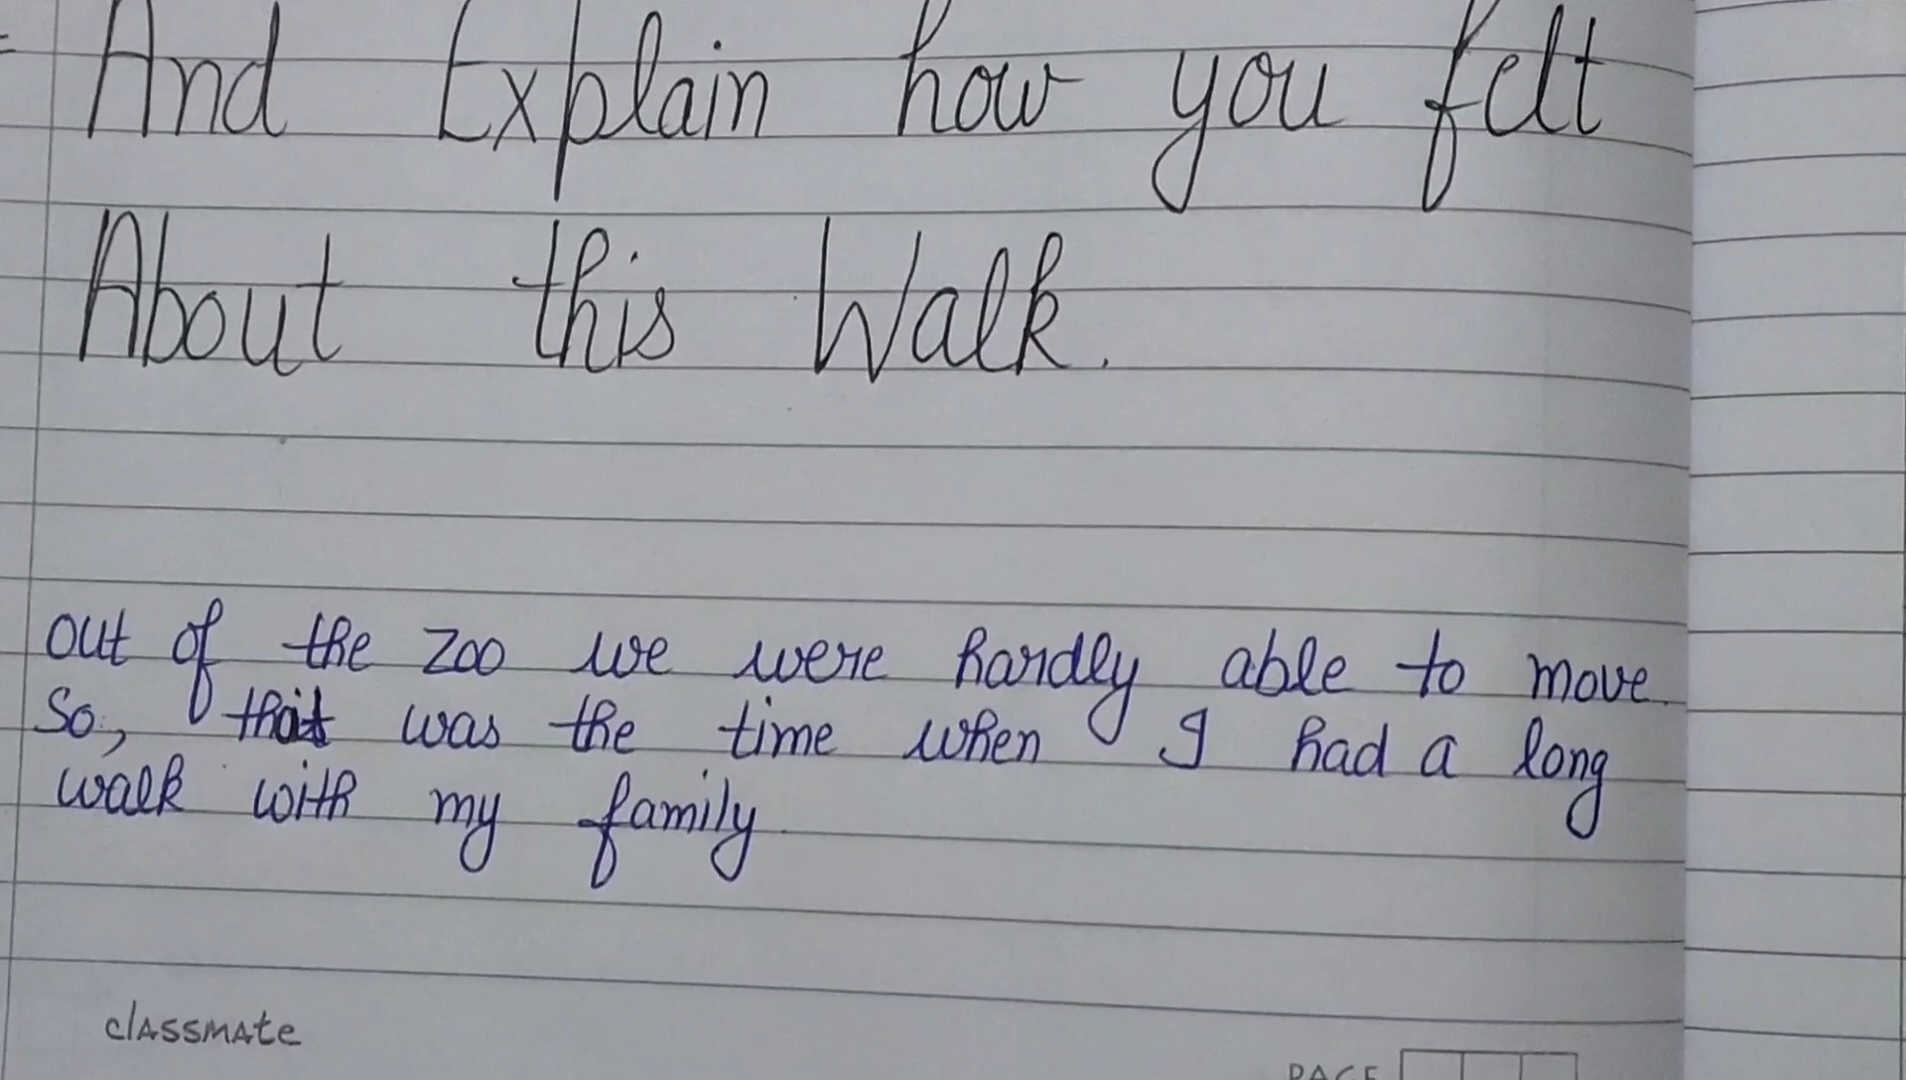 And Explain how you felt
About this Walk.
out of the zoo we were hardly able to move.
So, that was the time when I had a long
walk with my family
classmate
PAGE